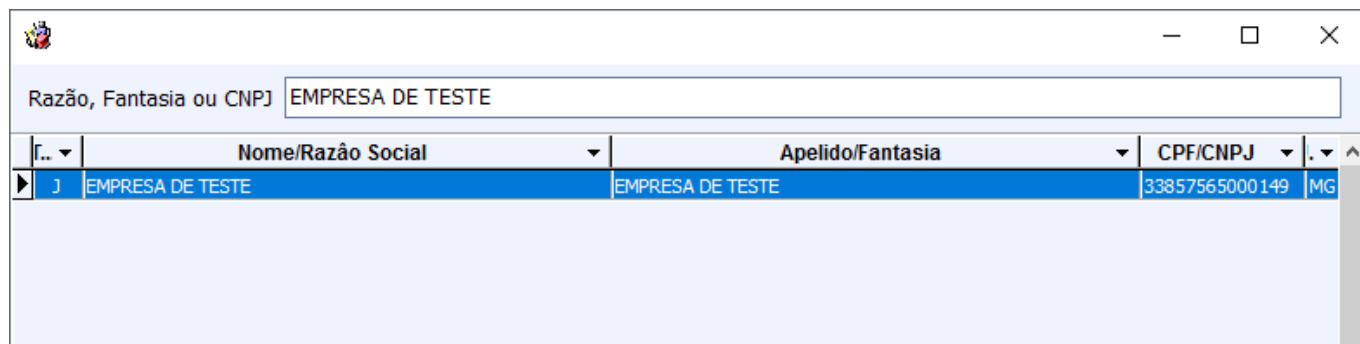 Razão, Fantasia ou CNPJ EMPRESA DE TESTE
T... Nome/Razâo Social Apelido/Fantasia CPF/CNPJ
J EMPRESA DE TESTE EMPRESA DE TESTE 33857565000149 MG